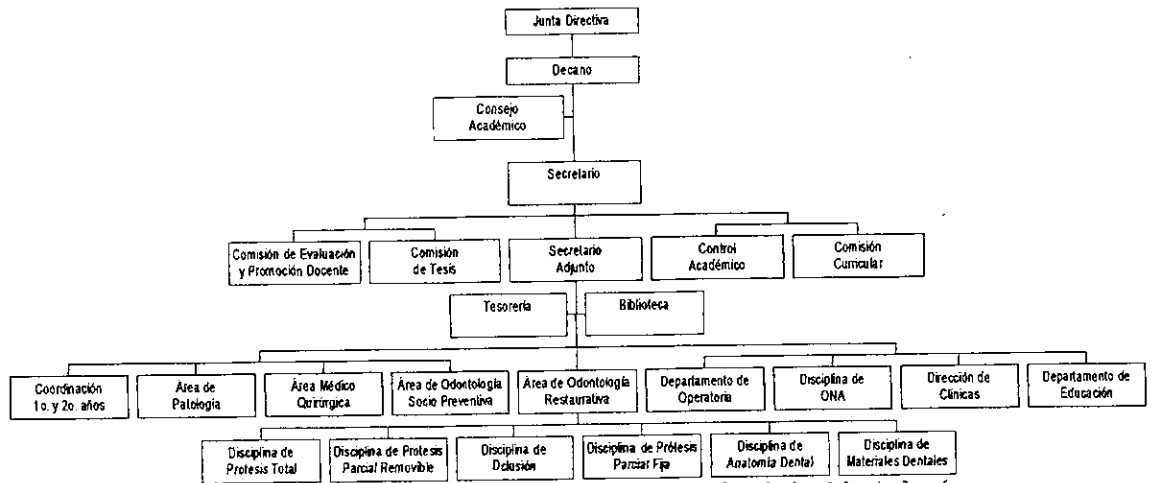 Junta Directiva
Decano
Consejo
Académico
Secretario
Comisión de Evaluación
y Promoción Docente
Comisión
de Tesis
Secretario
Adjunto
Control
Académico
Comisión
Curricular
Tesorería
Biblioteca
Coordinación
1o. y 2o. años
Área de
Patología
Área Médico
Quirúrgica
Área de Odontología
Socio Preventiva
Área de Odontología
Restaurativa
Departamento de
Operatoria
Disciplina de
ONA
Dirección de
Clínicas
Departamento de
Educación
Disciplina de
Protesis Total
Disciplina de Protesis
Parcial Removible
Disciplina de
Oclusión
Disciplina de Prótesis
Parcial Fija
Disciplina de
Anatomía Dental
Disciplina de
Materiales Dentales